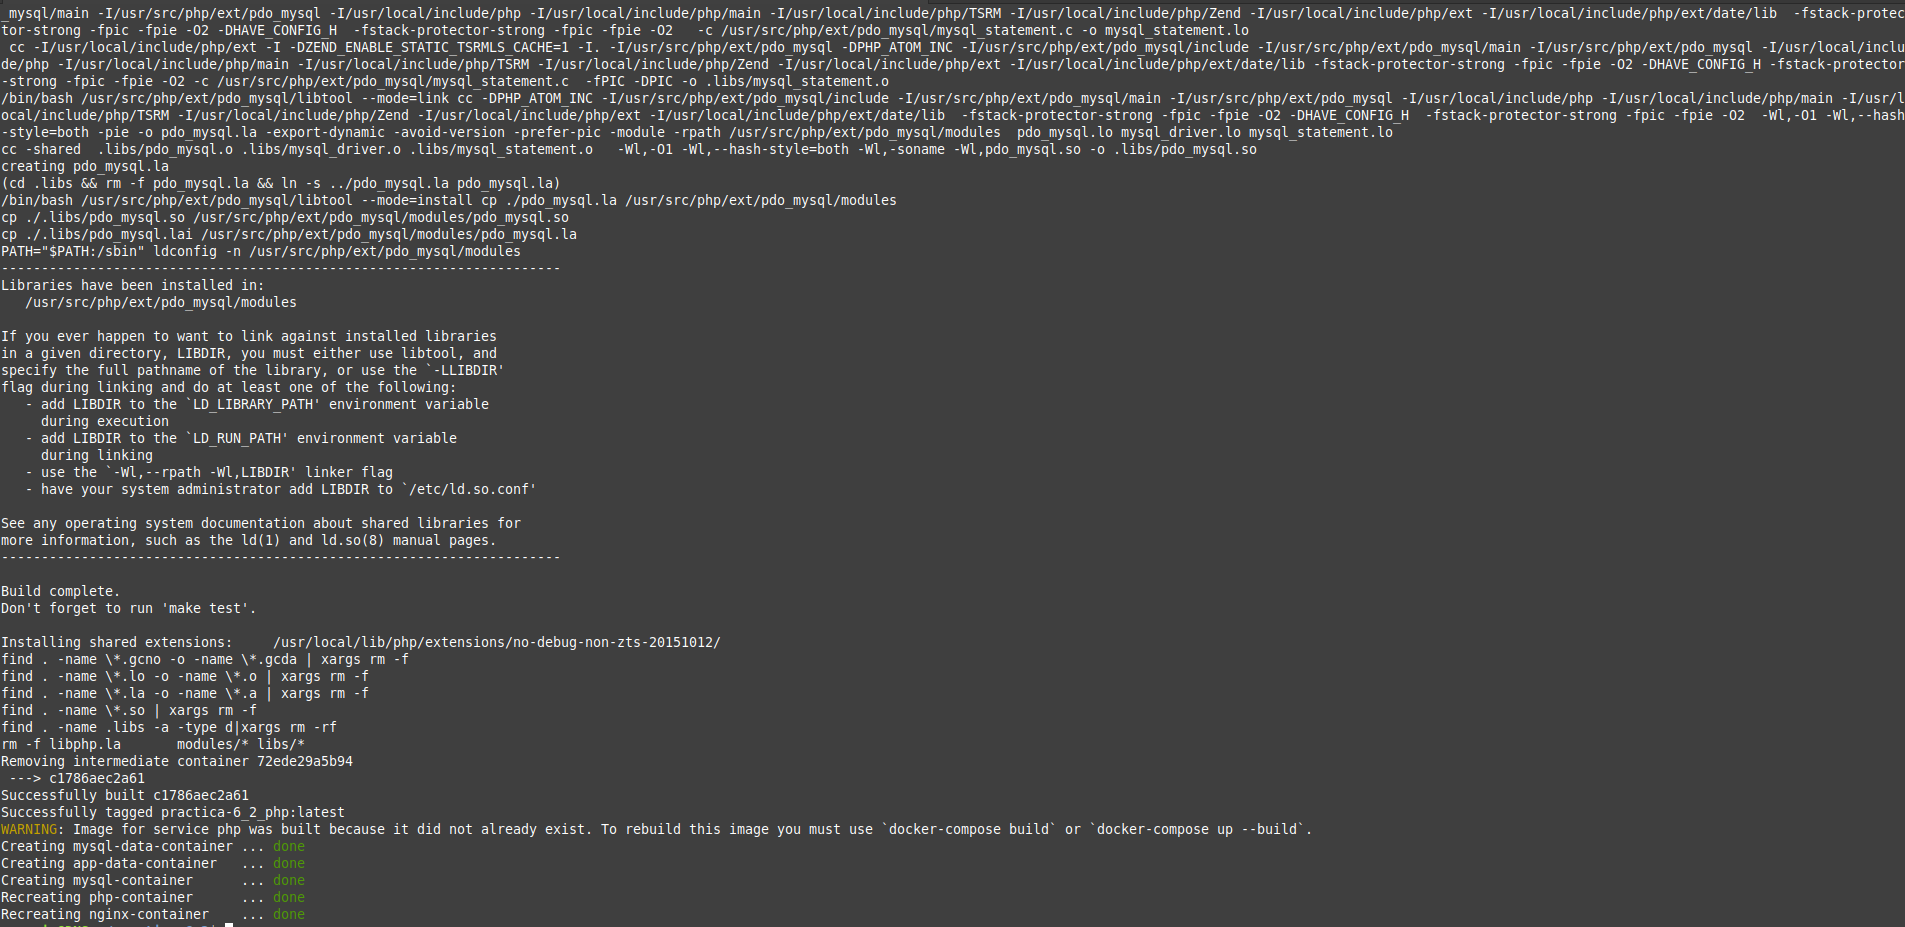 _mysql/main -I/usr/src/php/ext/pdo_mysql -I/usr/local/include/php -I/usr/local/include/php/main -I/usr/local/include/php/TSRM -I/usr/local/include/php/Zend -I/usr/local/include/php/ext -I/usr/local/include/php/ext/date/lib  -fstack-protec
tor-strong -fpic -fpie -O2 -DHAVE_CONFIG_H  -fstack-protector-strong -fpic -fpie -O2   -c /usr/src/php/ext/pdo_mysql/mysql_statement.c -o mysql_statement.lo
 cc -I/usr/local/include/php/ext -I -DZEND_ENABLE_STATIC_TSRMLS_CACHE=1 -I. -I/usr/src/php/ext/pdo_mysql -DPHP_ATOM_INC -I/usr/src/php/ext/pdo_mysql/include -I/usr/src/php/ext/pdo_mysql/main -I/usr/src/php/ext/pdo_mysql -I/usr/local/inclu
de/php -I/usr/local/include/php/main -I/usr/local/include/php/TSRM -I/usr/local/include/php/Zend -I/usr/local/include/php/ext -I/usr/local/include/php/ext/date/lib -fstack-protector-strong -fpic -fpie -O2 -DHAVE_CONFIG_H -fstack-protector
-strong -fpic -fpie -O2 -c /usr/src/php/ext/pdo_mysql/mysql_statement.c  -fPIC -DPIC -o .libs/mysql_statement.o
/bin/bash /usr/src/php/ext/pdo_mysql/libtool --mode=link cc -DPHP_ATOM_INC -I/usr/src/php/ext/pdo_mysql/include -I/usr/src/php/ext/pdo_mysql/main -I/usr/src/php/ext/pdo_mysql -I/usr/local/include/php -I/usr/local/include/php/main -I/usr/l
ocal/include/php/TSRM -I/usr/local/include/php/Zend -I/usr/local/include/php/ext -I/usr/local/include/php/ext/date/lib  -fstack-protector-strong -fpic -fpie -O2 -DHAVE_CONFIG_H  -fstack-protector-strong -fpic -fpie -O2  -Wl,-O1 -Wl,--hash
-style=both -pie -o pdo_mysql.la -export-dynamic -avoid-version -prefer-pic -module -rpath /usr/src/php/ext/pdo_mysql/modules  pdo_mysql.lo mysql_driver.lo mysql_statement.lo
cc -shared  .libs/pdo_mysql.o .libs/mysql_driver.o .libs/mysql_statement.o   -Wl,-O1 -Wl,--hash-style=both -Wl,-soname -Wl,pdo_mysql.so -o .libs/pdo_mysql.so
creating pdo_mysql.la
(cd .libs && rm -f pdo_mysql.la && ln -s ../pdo_mysql.la pdo_mysql.la)
/bin/bash /usr/src/php/ext/pdo_mysql/libtool --mode=install cp ./pdo_mysql.la /usr/src/php/ext/pdo_mysql/modules
cp ./.libs/pdo_mysql.so /usr/src/php/ext/pdo_mysql/modules/pdo_mysql.so
cp ./.libs/pdo_mysql.lai /usr/src/php/ext/pdo_mysql/modules/pdo_mysql.la
PATH="$PATH:/sbin" ldconfig -n /usr/src/php/ext/pdo_mysql/modules
----------------------------------------------------------------------
Libraries have been installed in:
   /usr/src/php/ext/pdo_mysql/modules

If you ever happen to want to link against installed libraries
in a given directory, LIBDIR, you must either use libtool, and
specify the full pathname of the library, or use the `-LLIBDIR'
flag during linking and do at least one of the following:
   - add LIBDIR to the `LD_LIBRARY_PATH' environment variable
     during execution
   - add LIBDIR to the `LD_RUN_PATH' environment variable
     during linking
   - use the `-Wl,--rpath -Wl,LIBDIR' linker flag
   - have your system administrator add LIBDIR to `/etc/ld.so.conf'

See any operating system documentation about shared libraries for
more information, such as the ld(1) and ld.so(8) manual pages.
----------------------------------------------------------------------

Build complete.
Don't forget to run 'make test'.

Installing shared extensions:     /usr/local/lib/php/extensions/no-debug-non-zts-20151012/
find . -name \*.gcno -o -name \*.gcda | xargs rm -f
find . -name \*.lo -o -name \*.o | xargs rm -f
find . -name \*.la -o -name \*.a | xargs rm -f
find . -name \*.so | xargs rm -f
find . -name .libs -a -type d|xargs rm -rf
rm -f libphp.la       modules/* libs/*
Removing intermediate container 72ede29a5b94
 ---> c1786aec2a61
Successfully built c1786aec2a61
Successfully tagged practica-6_2_php:latest
WARNING: Image for service php was built because it did not already exist. To rebuild this image you must use `docker-compose build` or `docker-compose up --build`.
Creating mysql-data-container ... done
Creating app-data-container   ... done
Creating mysql-container      ... done
Recreating php-container      ... done
Recreating nginx-container    ... done